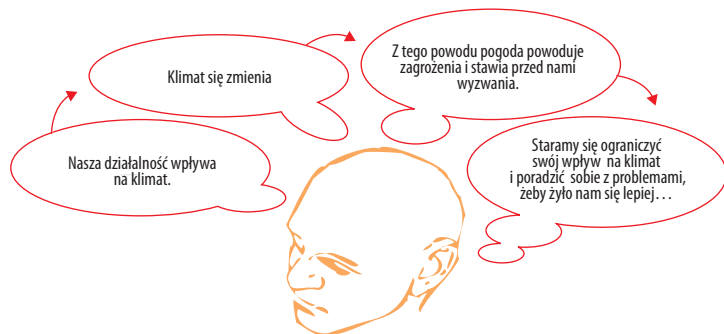 Nasza działalność wpływa
na klimat.
Klimat się zmienia
Z tego powodu pogoda powoduje
zagrożenia i stawia przed nami
wyzwania.
Staramy się ograniczyć
swój wpływ na klimat
i poradzić sobie z problemami,
żeby żyło nam się lepiej…